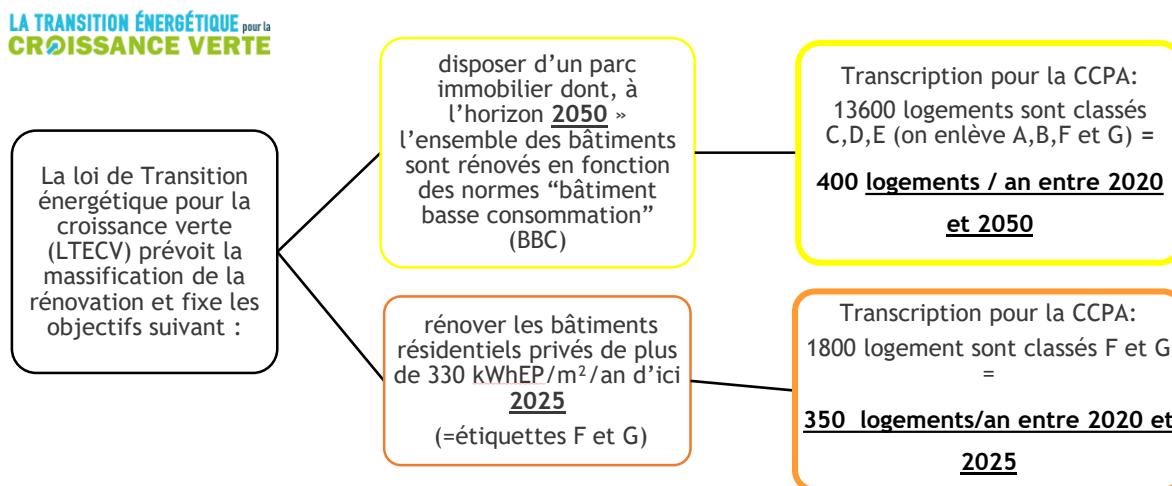 LA TRANSITION ÉNERGÉTIQUE pour la
CROISSANCE VERTE
La loi de Transition
énergétique pour la
croissance verte
(LTECV) prévoit la
massification de la
rénovation et fixe les
objectifs suivant :
disposer d’un parc
immobilier dont, à
l’horizon 2050 »
l’ensemble des bâtiments
sont rénovés en fonction
des normes “bâtiment
basse consommation”
(BBC)
Transcription pour la CCPA:
13600 logements sont classés
C,D,E (on enlève A,B,F et G) =
400 logements / an entre 2020
et 2050
rénover les bâtiments
résidentiels privés de plus
de 330 kWhEP/m²/an d’ici
2025
(=étiquettes F et G)
Transcription pour la CCPA:
1800 logement sont classés F et G
=
350 logements/an entre 2020 et
2025